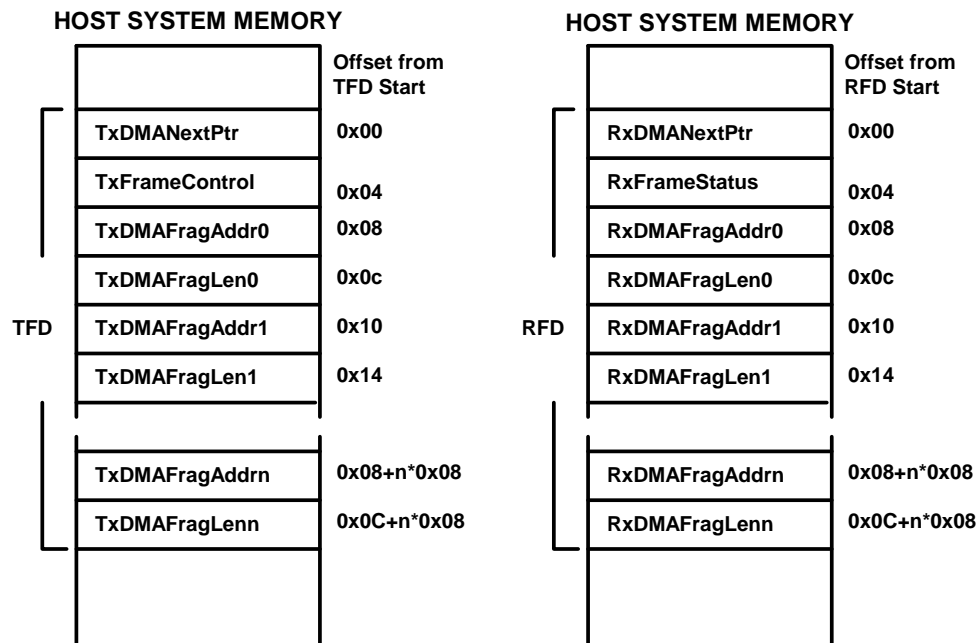 HOST SYSTEM MEMORY
Offset from
TFD Start
TxDMANextPtr
0x00
TxFrameControl
0x04
TxDMAFragAddr0
0x08
TxDMAFragLen0
0x0c
TFD
TxDMAFragAddr1
0x10
TxDMAFragLen1
0x14
TxDMAFragAddrn
0x08+n*0x08
TxDMAFragLenn
0x0C+n*0x08
HOST SYSTEM MEMORY
Offset from
RFD Start
RxDMANextPtr
0x00
RxFrameStatus
0x04
RxDMAFragAddr0
0x08
RxDMAFragLen0
0x0c
RFD
RxDMAFragAddr1
0x10
RxDMAFragLen1
0x14
RxDMAFragAddrn
0x08+n*0x08
RxDMAFragLenn
0x0C+n*0x08